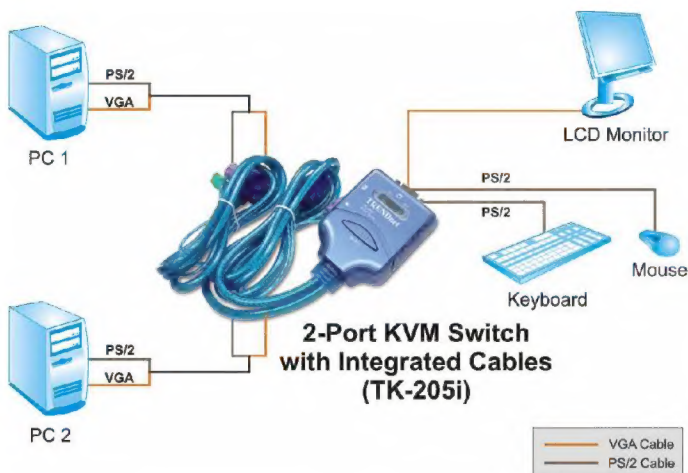 PS/2
VGA
PC 1
LCD Monitor
PS/2
PS/2
Mouse
Keyboard
TRENDnet
2-Port KVM Switch
with Integrated Cables
(TK-205i)
PS/2
VGA
PC 2
VGA Cable
PS/2 Cable